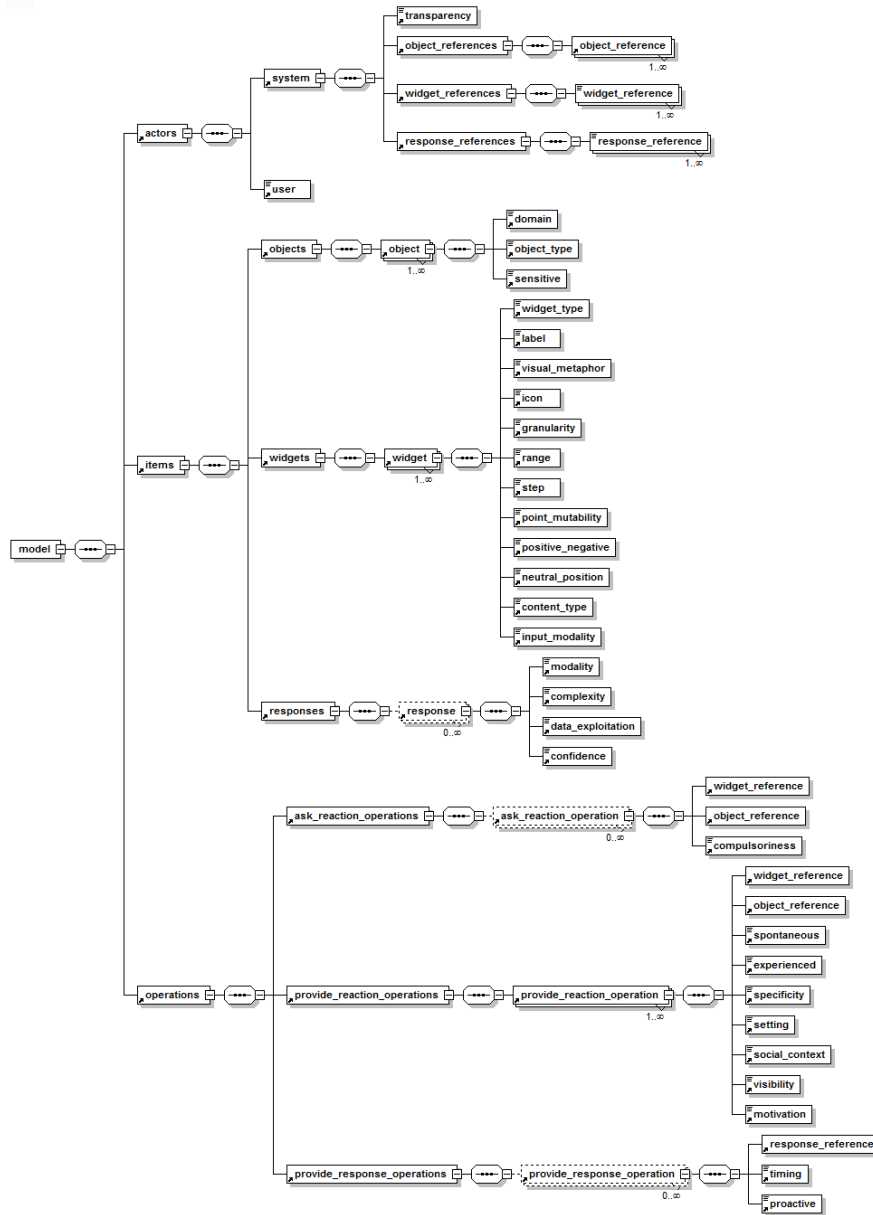 transparency
object_references
object_reference
1..∞
system
widget_references
widget_reference
1..∞
actors
response_references
response_reference
1..∞
user
domain
objects
object
object_type
1..∞
sensitive
widget_type
label
visual_metaphor
icon
granularity
items
widgets
widget
range
1..∞
step
point_mutability
positive_negative
model
neutral_position
content_type
input_modality
modality
complexity
responses
response
0..∞
data_exploitation
confidence
widget_reference
ask_reaction_operations
ask_reaction_operation
object_reference
0..∞
compulsoriness
widget_reference
object_reference
spontaneous
experienced
operations
provide_reaction_operations
provide_reaction_operation
specificity
1..∞
setting
social_context
visibility
motivation
response_reference
provide_response_operations
provide_response_operation
timing
0..∞
proactive